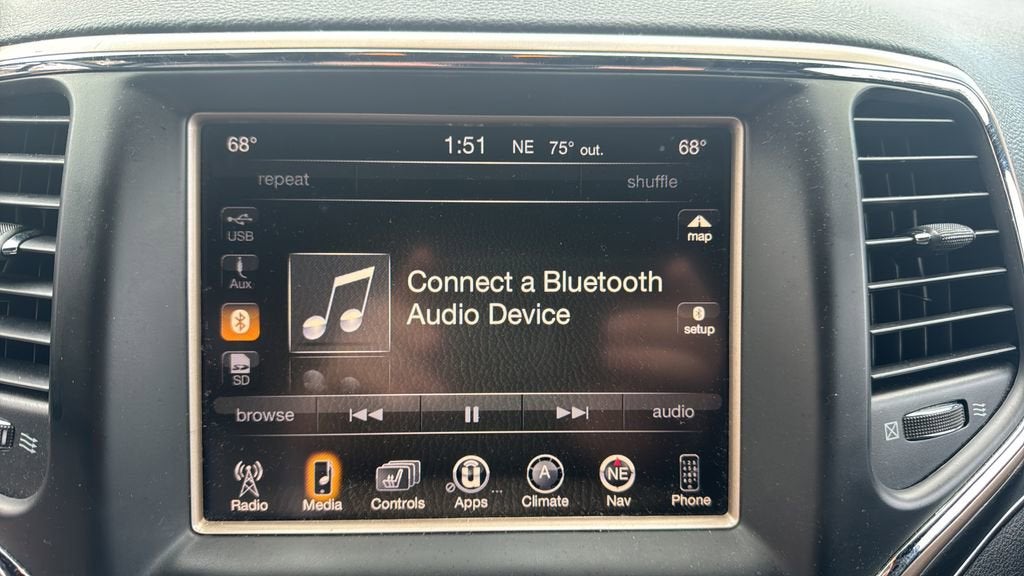 68° 1:51 NE 75° out. 68°
repeat shuffle
USB
map
Aux
Connect a Bluetooth
Audio Device
setup
SD
browse audio
A NE
Radio Media Controls Apps ... Climate Nav Phone